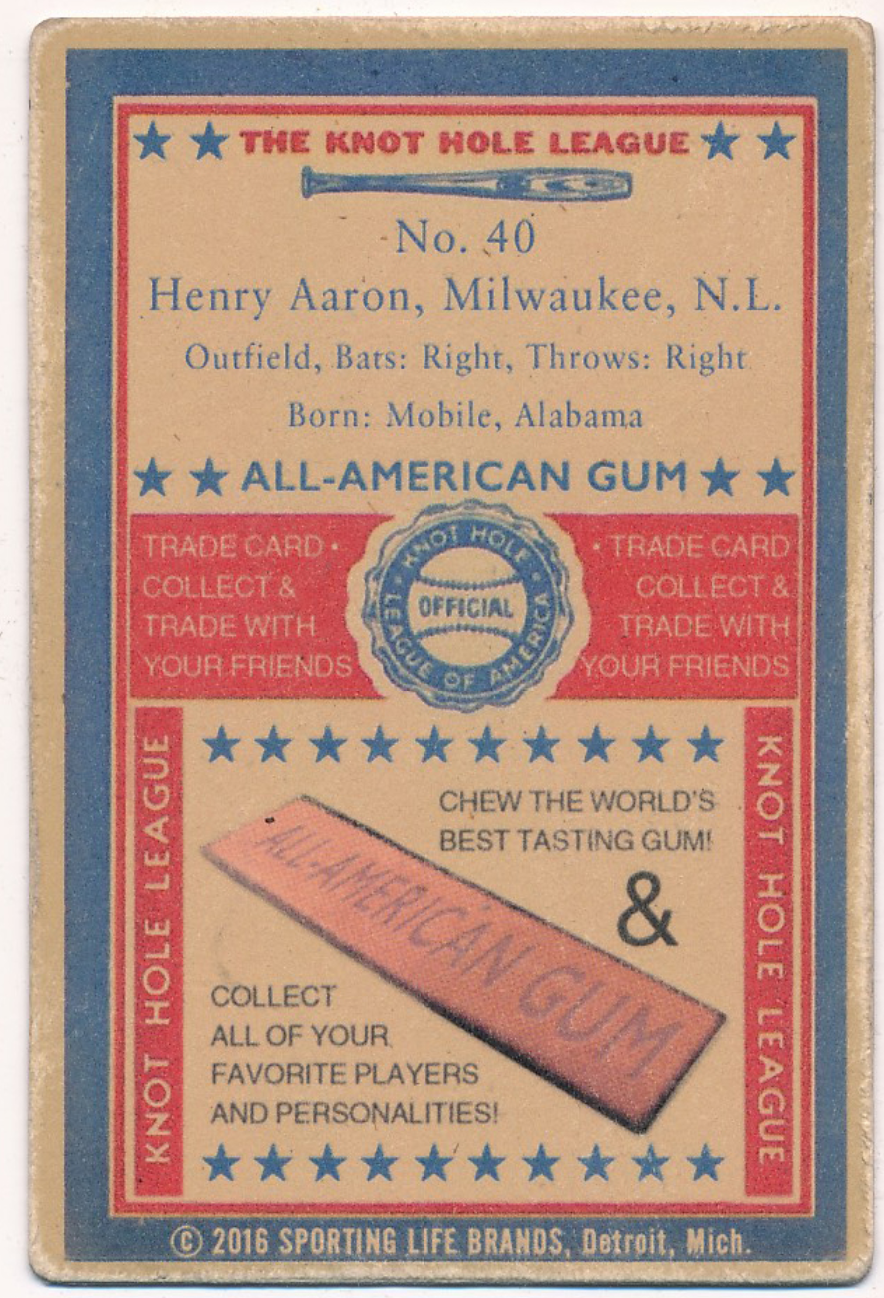 THE KNOT HOLE LEAGUE
No. 40
Henry Aaron, Milwaukee, N.L.
Outfield, Bats: Right, Throws: Right
Born: Mobile, Alabama
ALL-AMERICAN GUM
TRADE CARD •
COLLECT &
TRADE WITH
YOUR FRIENDS
KNOT HOLE
OFFICIAL
LEAGUE OF AMERICA
• TRADE CARD
COLLECT &
TRADE WITH
YOUR FRIENDS
KNOT HOLE LEAGUE
CHEW THE WORLD'S
BEST TASTING GUM!
&
ALL-AMERICAN GUM
COLLECT
ALL OF YOUR
FAVORITE PLAYERS
AND PERSONALITIES!
KNOT HOLE LEAGUE
© 2016 SPORTING LIFE BRANDS, Detroit, Mich.